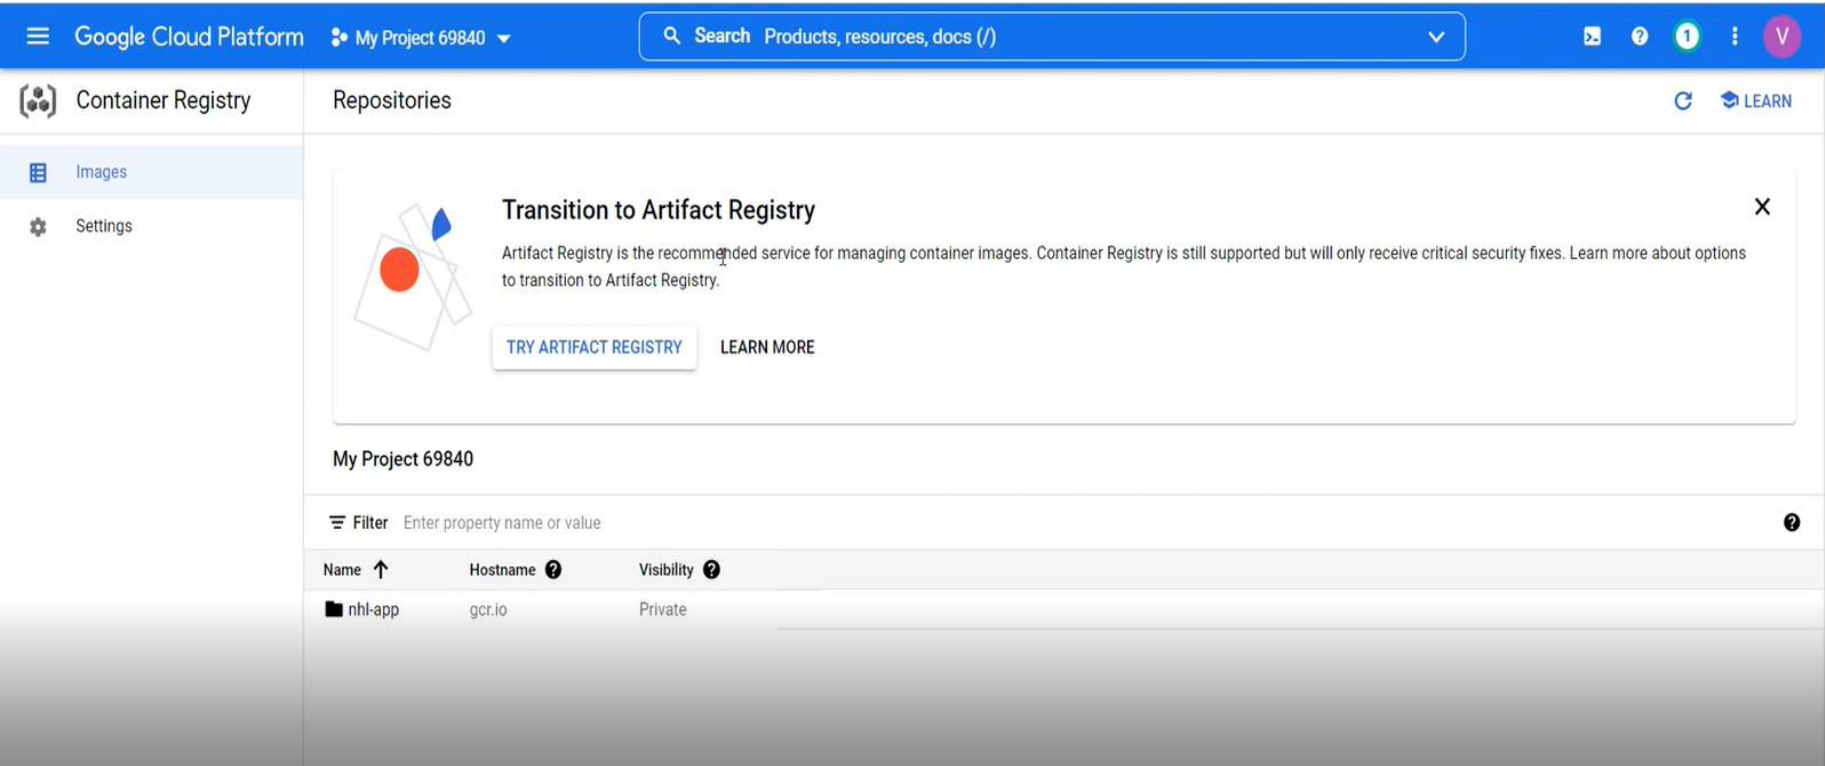 Google Cloud Platform
My Project 69840
Search Products, resources, docs (/)
1
V
Container Registry
Repositories
LEARN
Images
Settings
Transition to Artifact Registry
Artifact Registry is the recommended service for managing container images. Container Registry is still supported but will only receive critical security fixes. Learn more about options
to transition to Artifact Registry.
TRY ARTIFACT REGISTRY
LEARN MORE
My Project 69840
Filter Enter property name or value
Name Hostname Visibility
nhl-app gcr.io Private